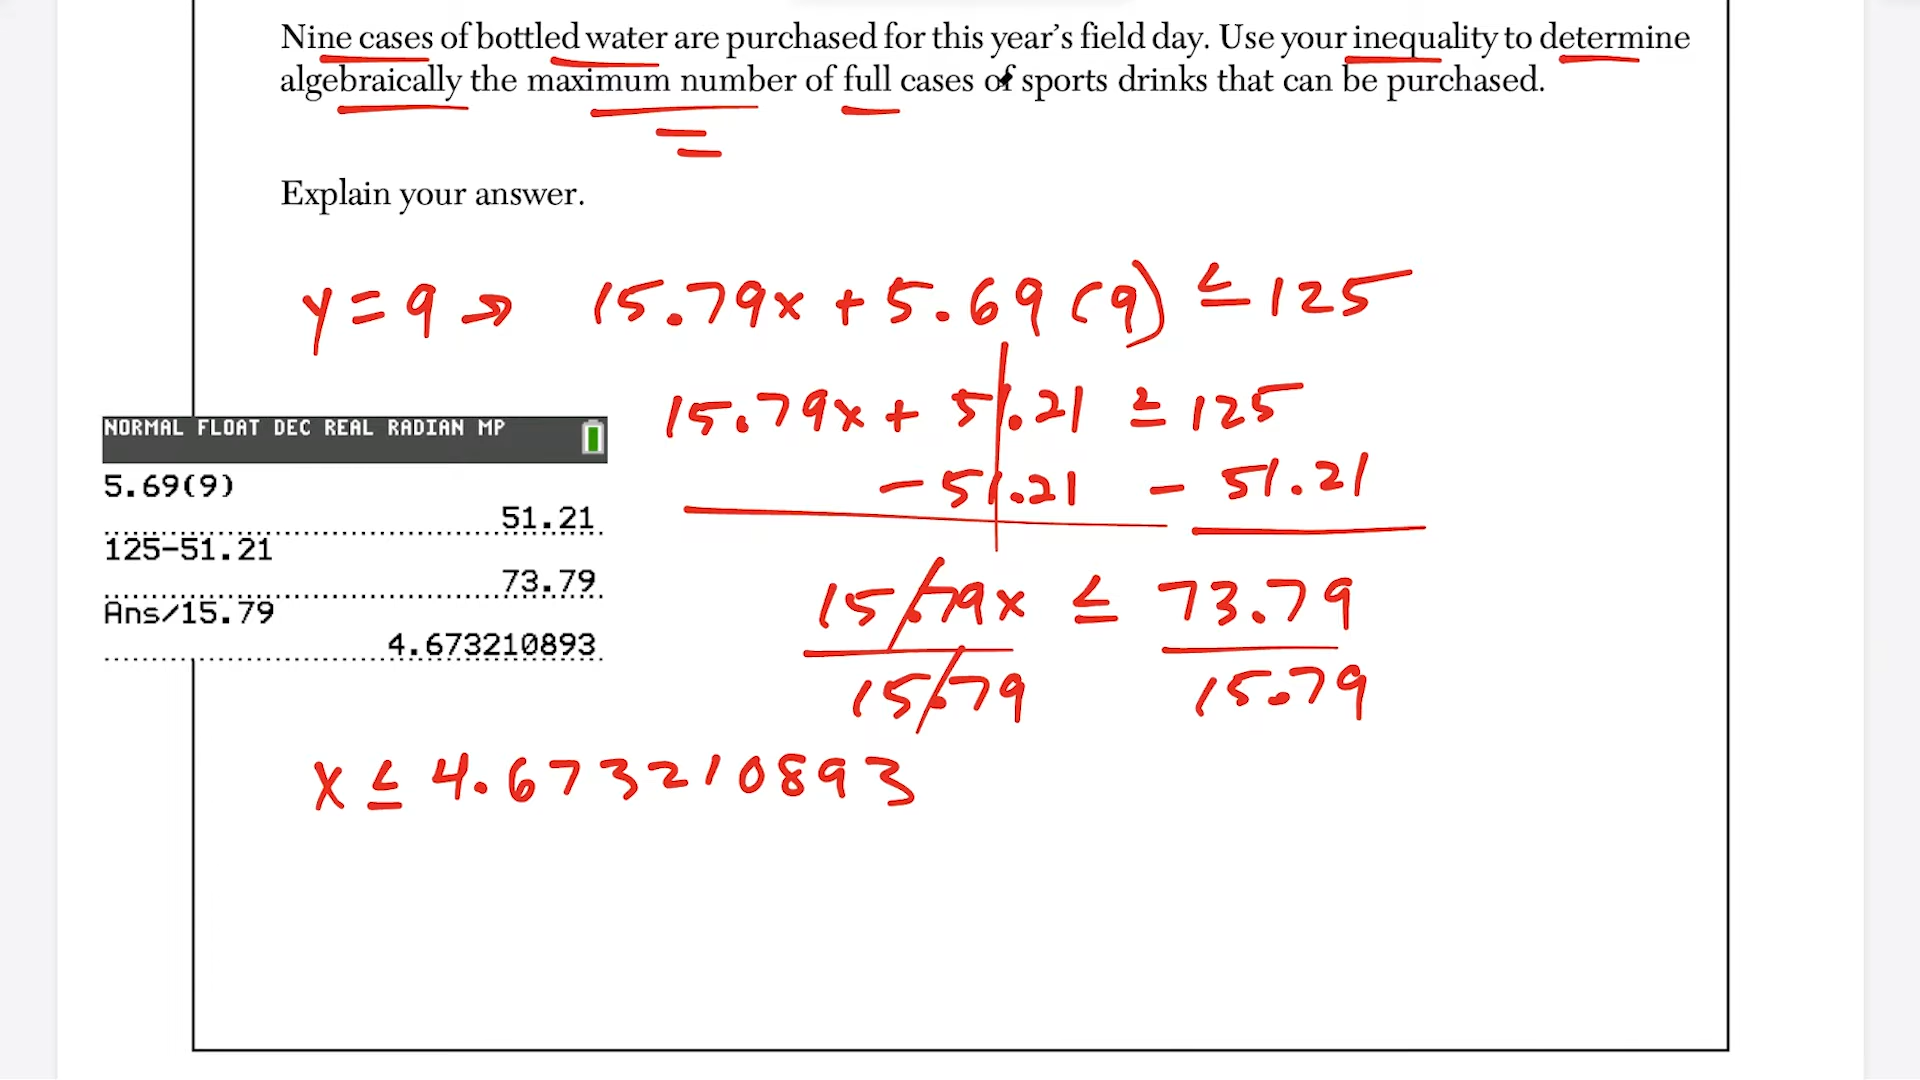 Nine cases of bottled water are purchased for this year's field day. Use your inequality to determine
algebraically the maximum number of full cases of sports drinks that can be purchased.
Explain your answer.
y = 9 → 15.79x + 5.69 (9) ≤ 125
15.79x + 51.21 ≤ 125
- 51.21 - 51.21
15.79x ≤ 73.79
15.79 15.79
x ≤ 4.673210893
NORMAL FLOAT DEC REAL RADIAN MP
5.69(9)
51.21
125-51.21
73.79
Ans/15.79
4.673210893